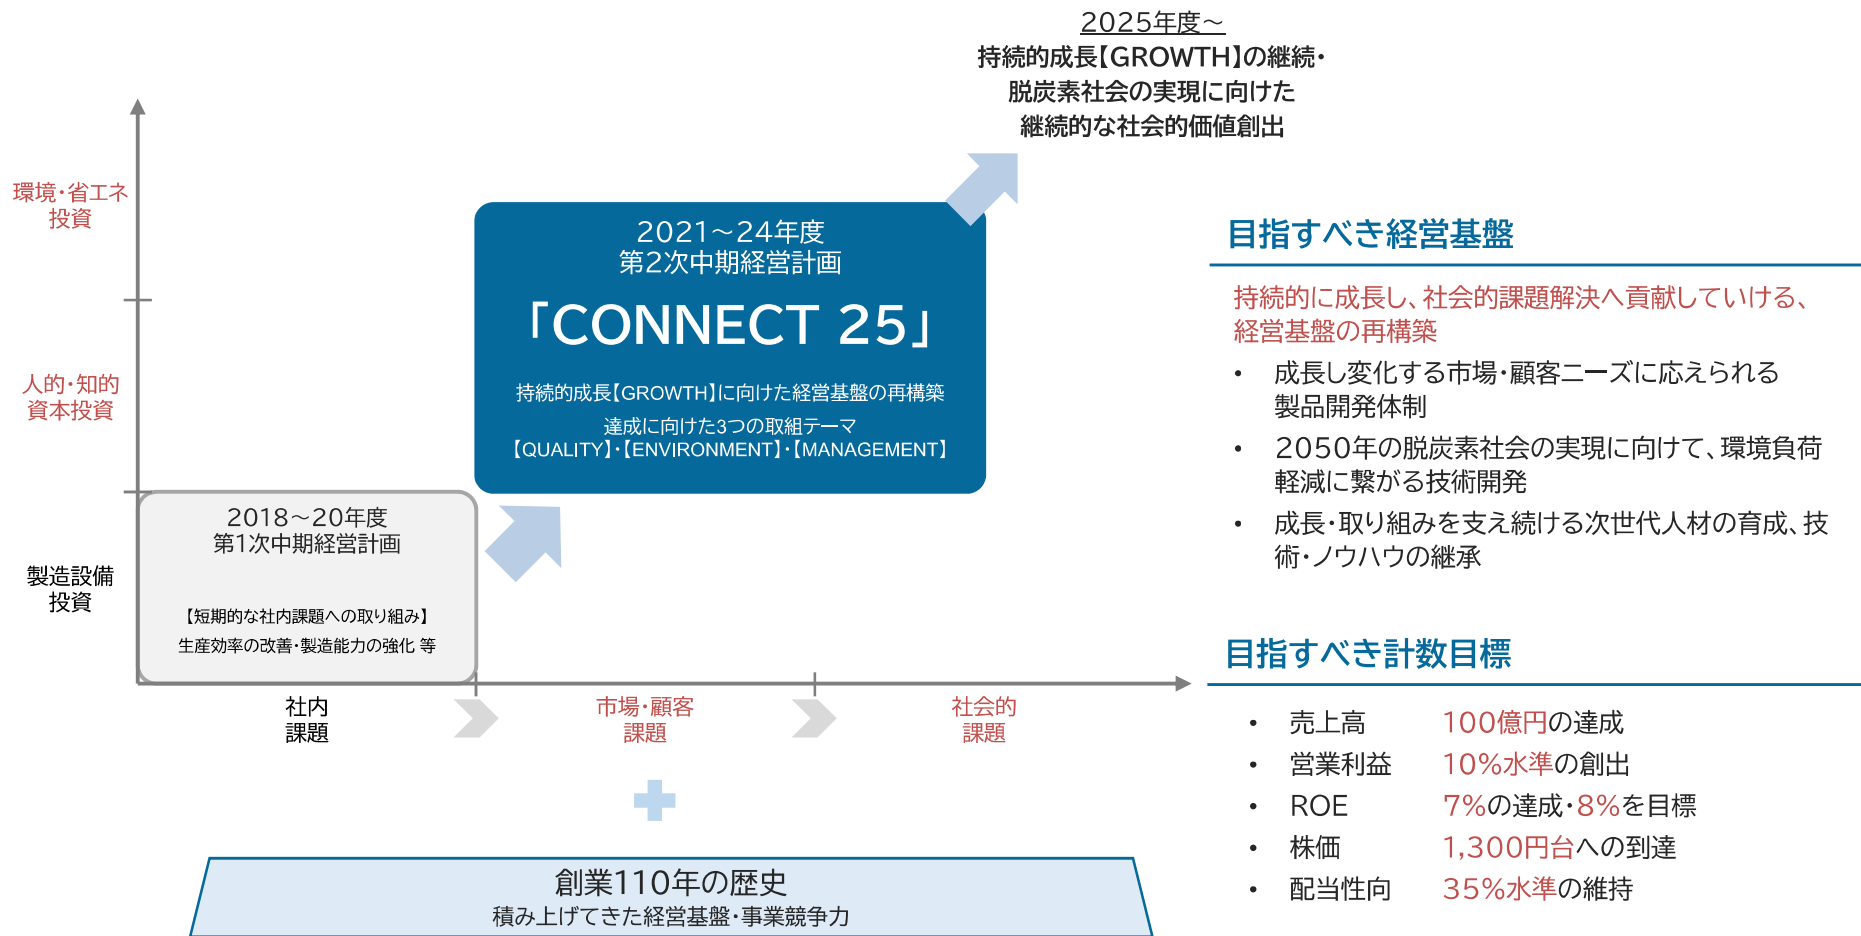 2025年度～
持続的成長【GROWTH】の継続・
脱炭素社会の実現に向けた
継続的な社会的価値創出
環境・省エネ
投資
人的・知的
資本投資
製造設備
投資
2021～24年度
第2次中期経営計画
「CONNECT 25」
持続的成長【GROWTH】に向けた経営基盤の再構築
達成に向けた3つの取組テーマ
【QUALITY】・【ENVIRONMENT】・【MANAGEMENT】
2018～20年度
第1次中期経営計画
【短期的な社内課題への取り組み】
生産効率の改善・製造能力の強化 等
社内
課題
市場・顧客
課題
社会的
課題
創業110年の歴史
積み上げてきた経営基盤・事業競争力
目指すべき経営基盤
持続的に成長し、社会的課題解決へ貢献していける、
経営基盤の再構築
• 成長し変化する市場・顧客ニーズに応えられる
製品開発体制
• 2050年の脱炭素社会の実現に向けて、環境負荷
軽減に繋がる技術開発
• 成長・取り組みを支え続ける次世代人材の育成、技
術・ノウハウの継承
目指すべき計数目標
• 売上高 100億円の達成
• 営業利益 10%水準の創出
• ROE 7%の達成・8%を目標
• 株価 1,300円台への到達
• 配当性向 35%水準の維持